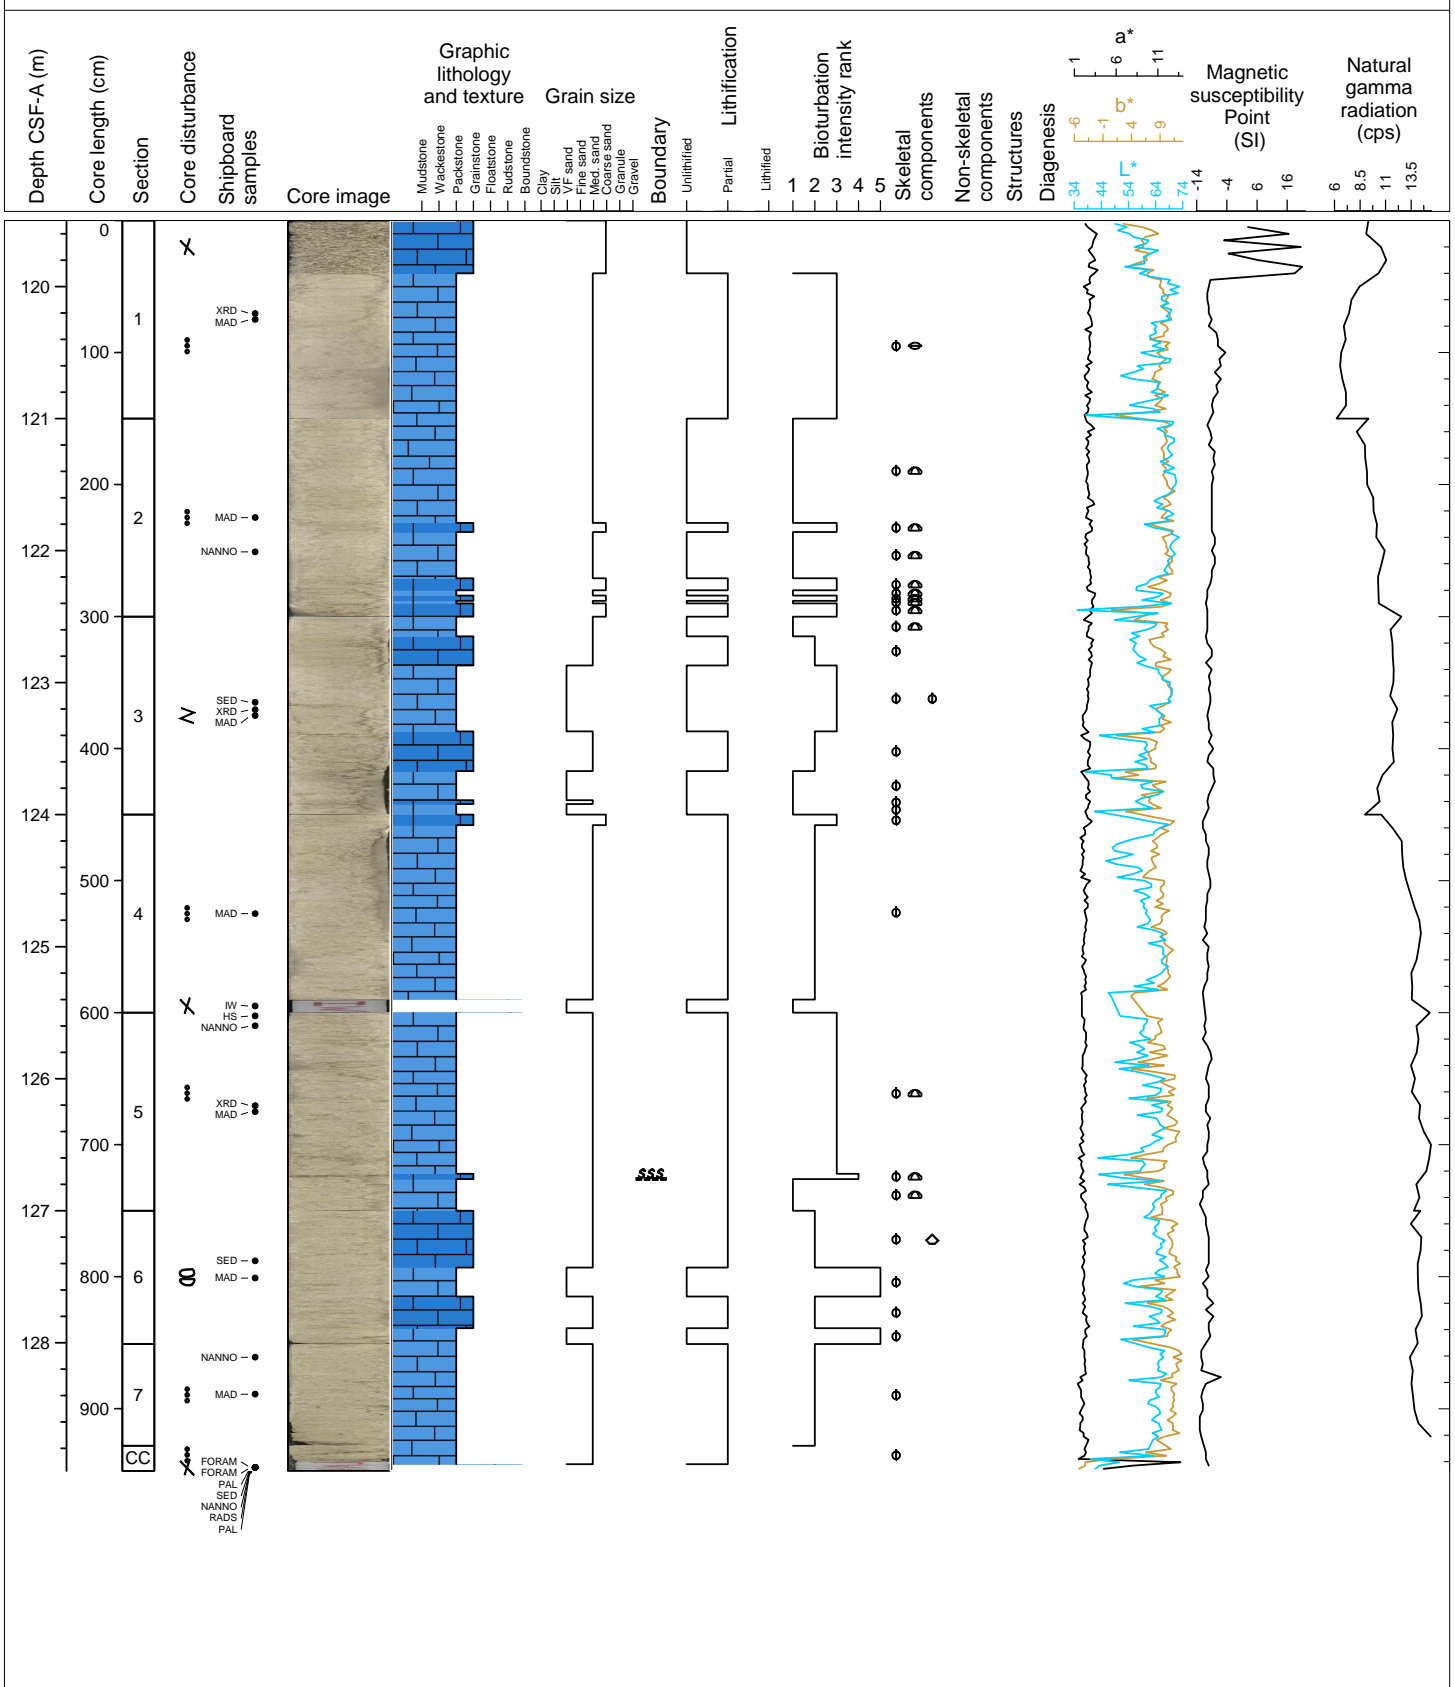 Depth CSF-A (m)
Core length (cm)
Section
Core disturbance
Shipboard
samples
Core image
Graphic
lithology
and texture
Mudstone
Wackestone
Packstone
Grainstone
Floatstone
Rudstone
Boundstone
Grain size
Clay
Silt
VF sand
Fine sand
Med. sand
Coarse sand
Granule
Gravel
Boundary
Lithification
Unlithified
Partial
Lithified
Bioturbation
intensity rank
1 2 3 4 5
Skeletal
components
Non-skeletal
components
Structures
Diagenesis
a*
1 6 11
b*
-6 -1 4 9
L*
34 44 54 64 74
Magnetic
susceptibility
Point
(SI)
-14 -4 6 16
Natural
gamma
radiation
(cps)
6 8.5 11 13.5
0
120
1
XRD
MAD
100
121
200
2
MAD
NANNO
122
300
123
3
SED
XRD
MAD
400
124
500
4
MAD
125
IW
600
HS
NANNO
126
5
XRD
MAD
700
sss
127
SED
800
6
MAD
128
NANNO
7
MAD
900
CC
FORAM
FORAM
PAL
SED
NANNO
RADS
PAL